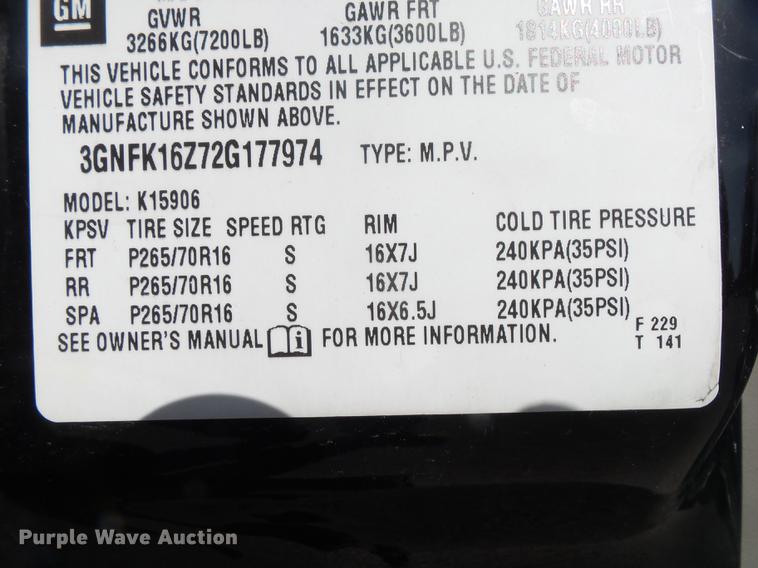 GM
GVWR GAWR FRT GAWR RR
3266KG(7200LB) 1633KG(3600LB) 1814KG(4000LB)
THIS VEHICLE CONFORMS TO ALL APPLICABLE U.S. FEDERAL MOTOR
VEHICLE SAFETY STANDARDS IN EFFECT ON THE DATE OF
MANUFACTURE SHOWN ABOVE.
3GNFK16Z72G177974 TYPE: M.P.V.
MODEL: K15906
KPSV TIRE SIZE SPEED RTG RIM COLD TIRE PRESSURE
FRT P265/70R16 S 16X7J 240KPA(35PSI)
RR P265/70R16 S 16X7J 240KPA(35PSI)
SPA P265/70R16 S 16X6.5J 240KPA(35PSI)
SEE OWNER'S MANUAL i FOR MORE INFORMATION.
F 229
T 141
Purple Wave Auction